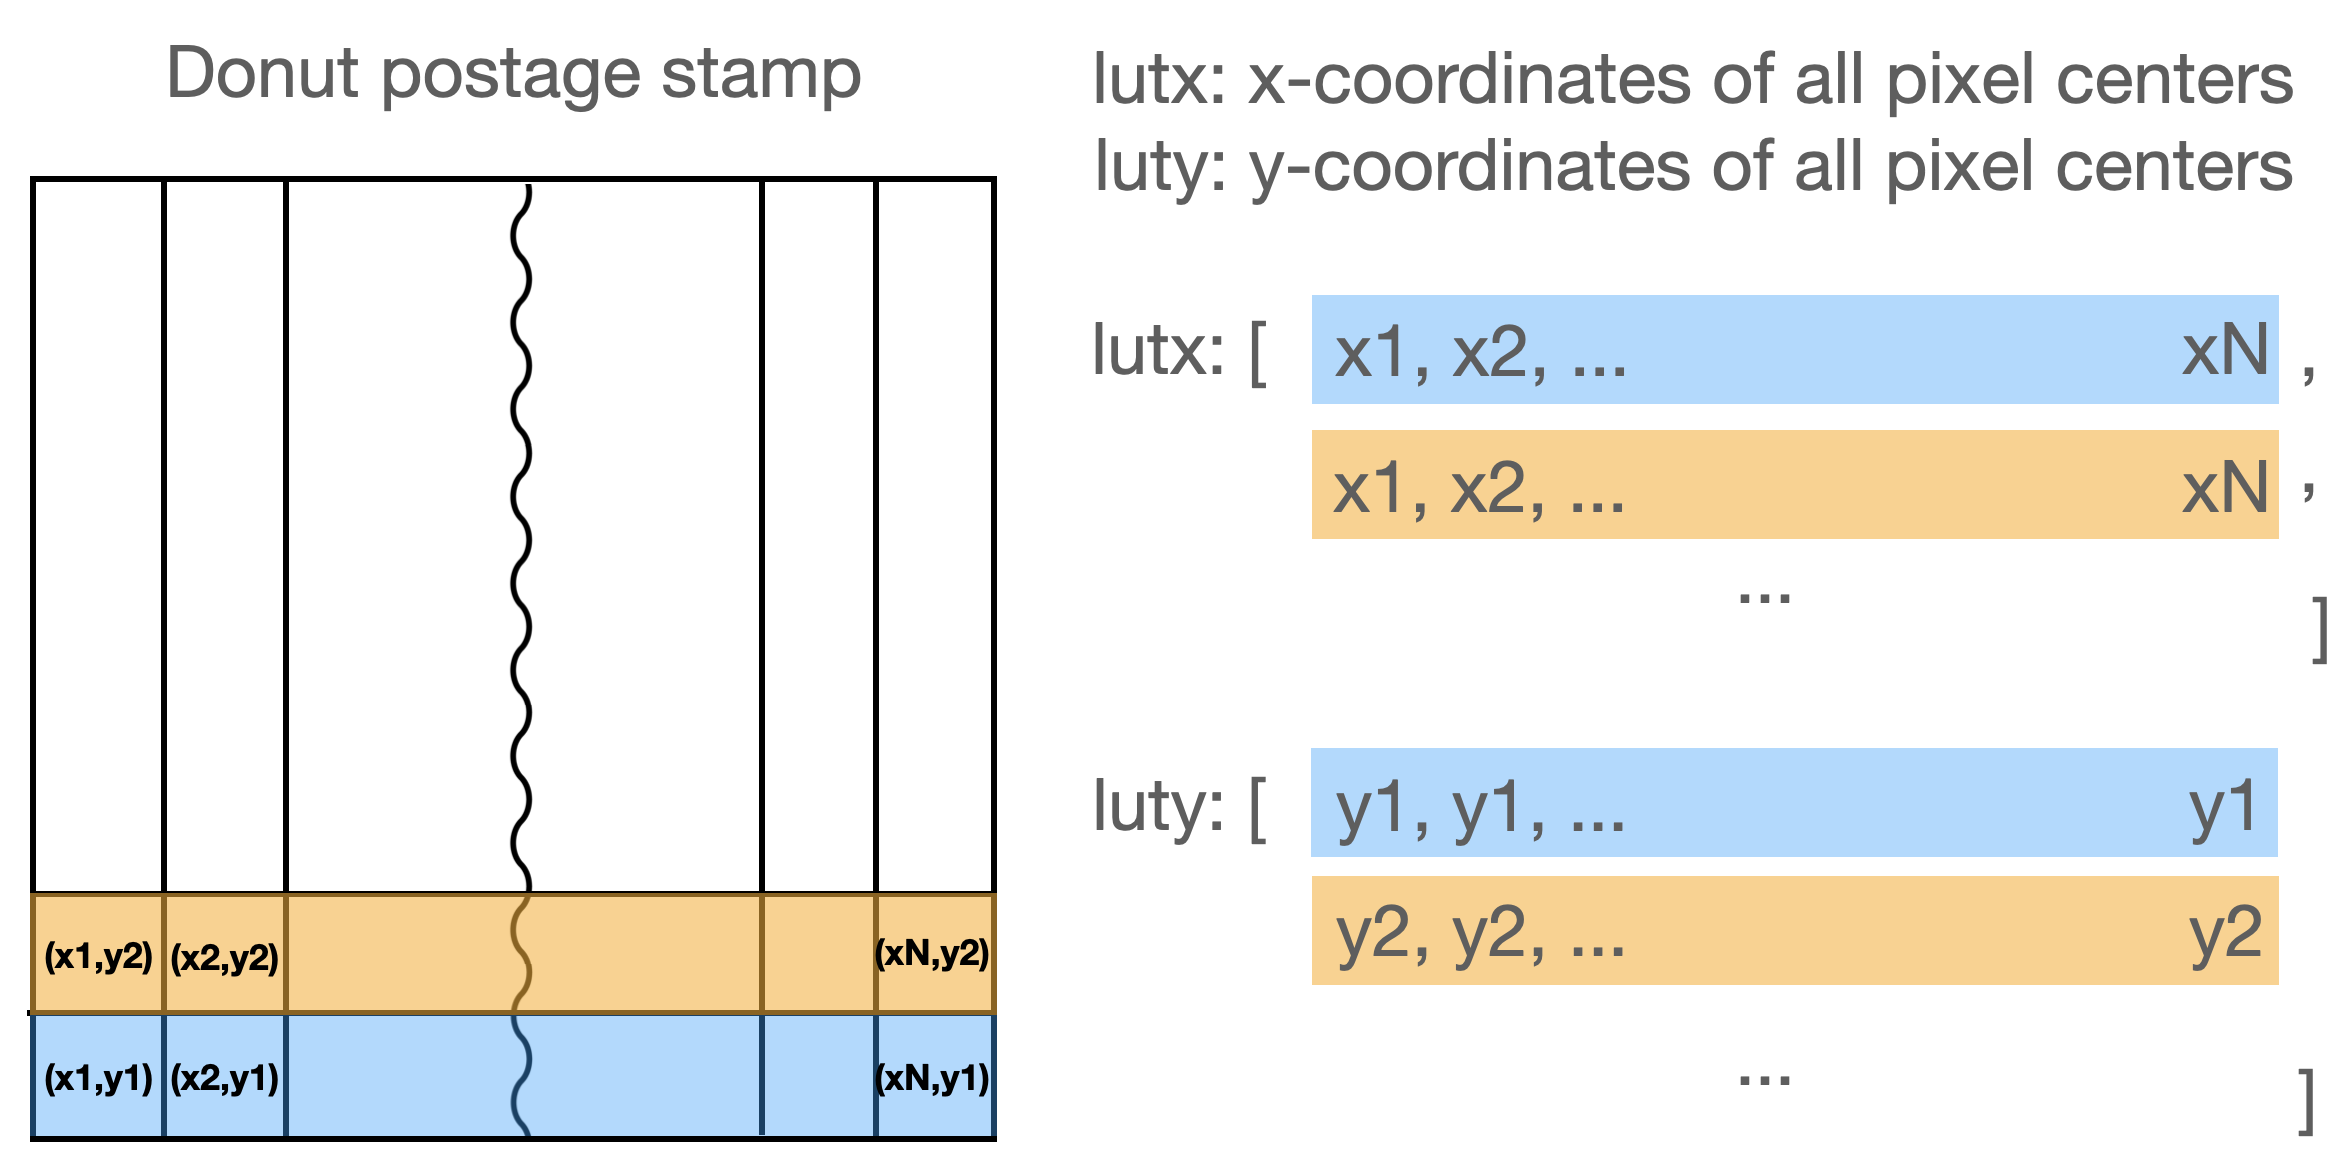 Donut postage stamp
(x1,y2) (x2,y2) (xN,y2)
(x1,y1) (x2,y1) (xN,y1)
lutx: x-coordinates of all pixel centers
luty: y-coordinates of all pixel centers
lutx: [ x1, x2, ... xN ,
x1, x2, ... xN ,
...
]
luty: [ y1, y1, ... y1
y2, y2, ... y2
...
]